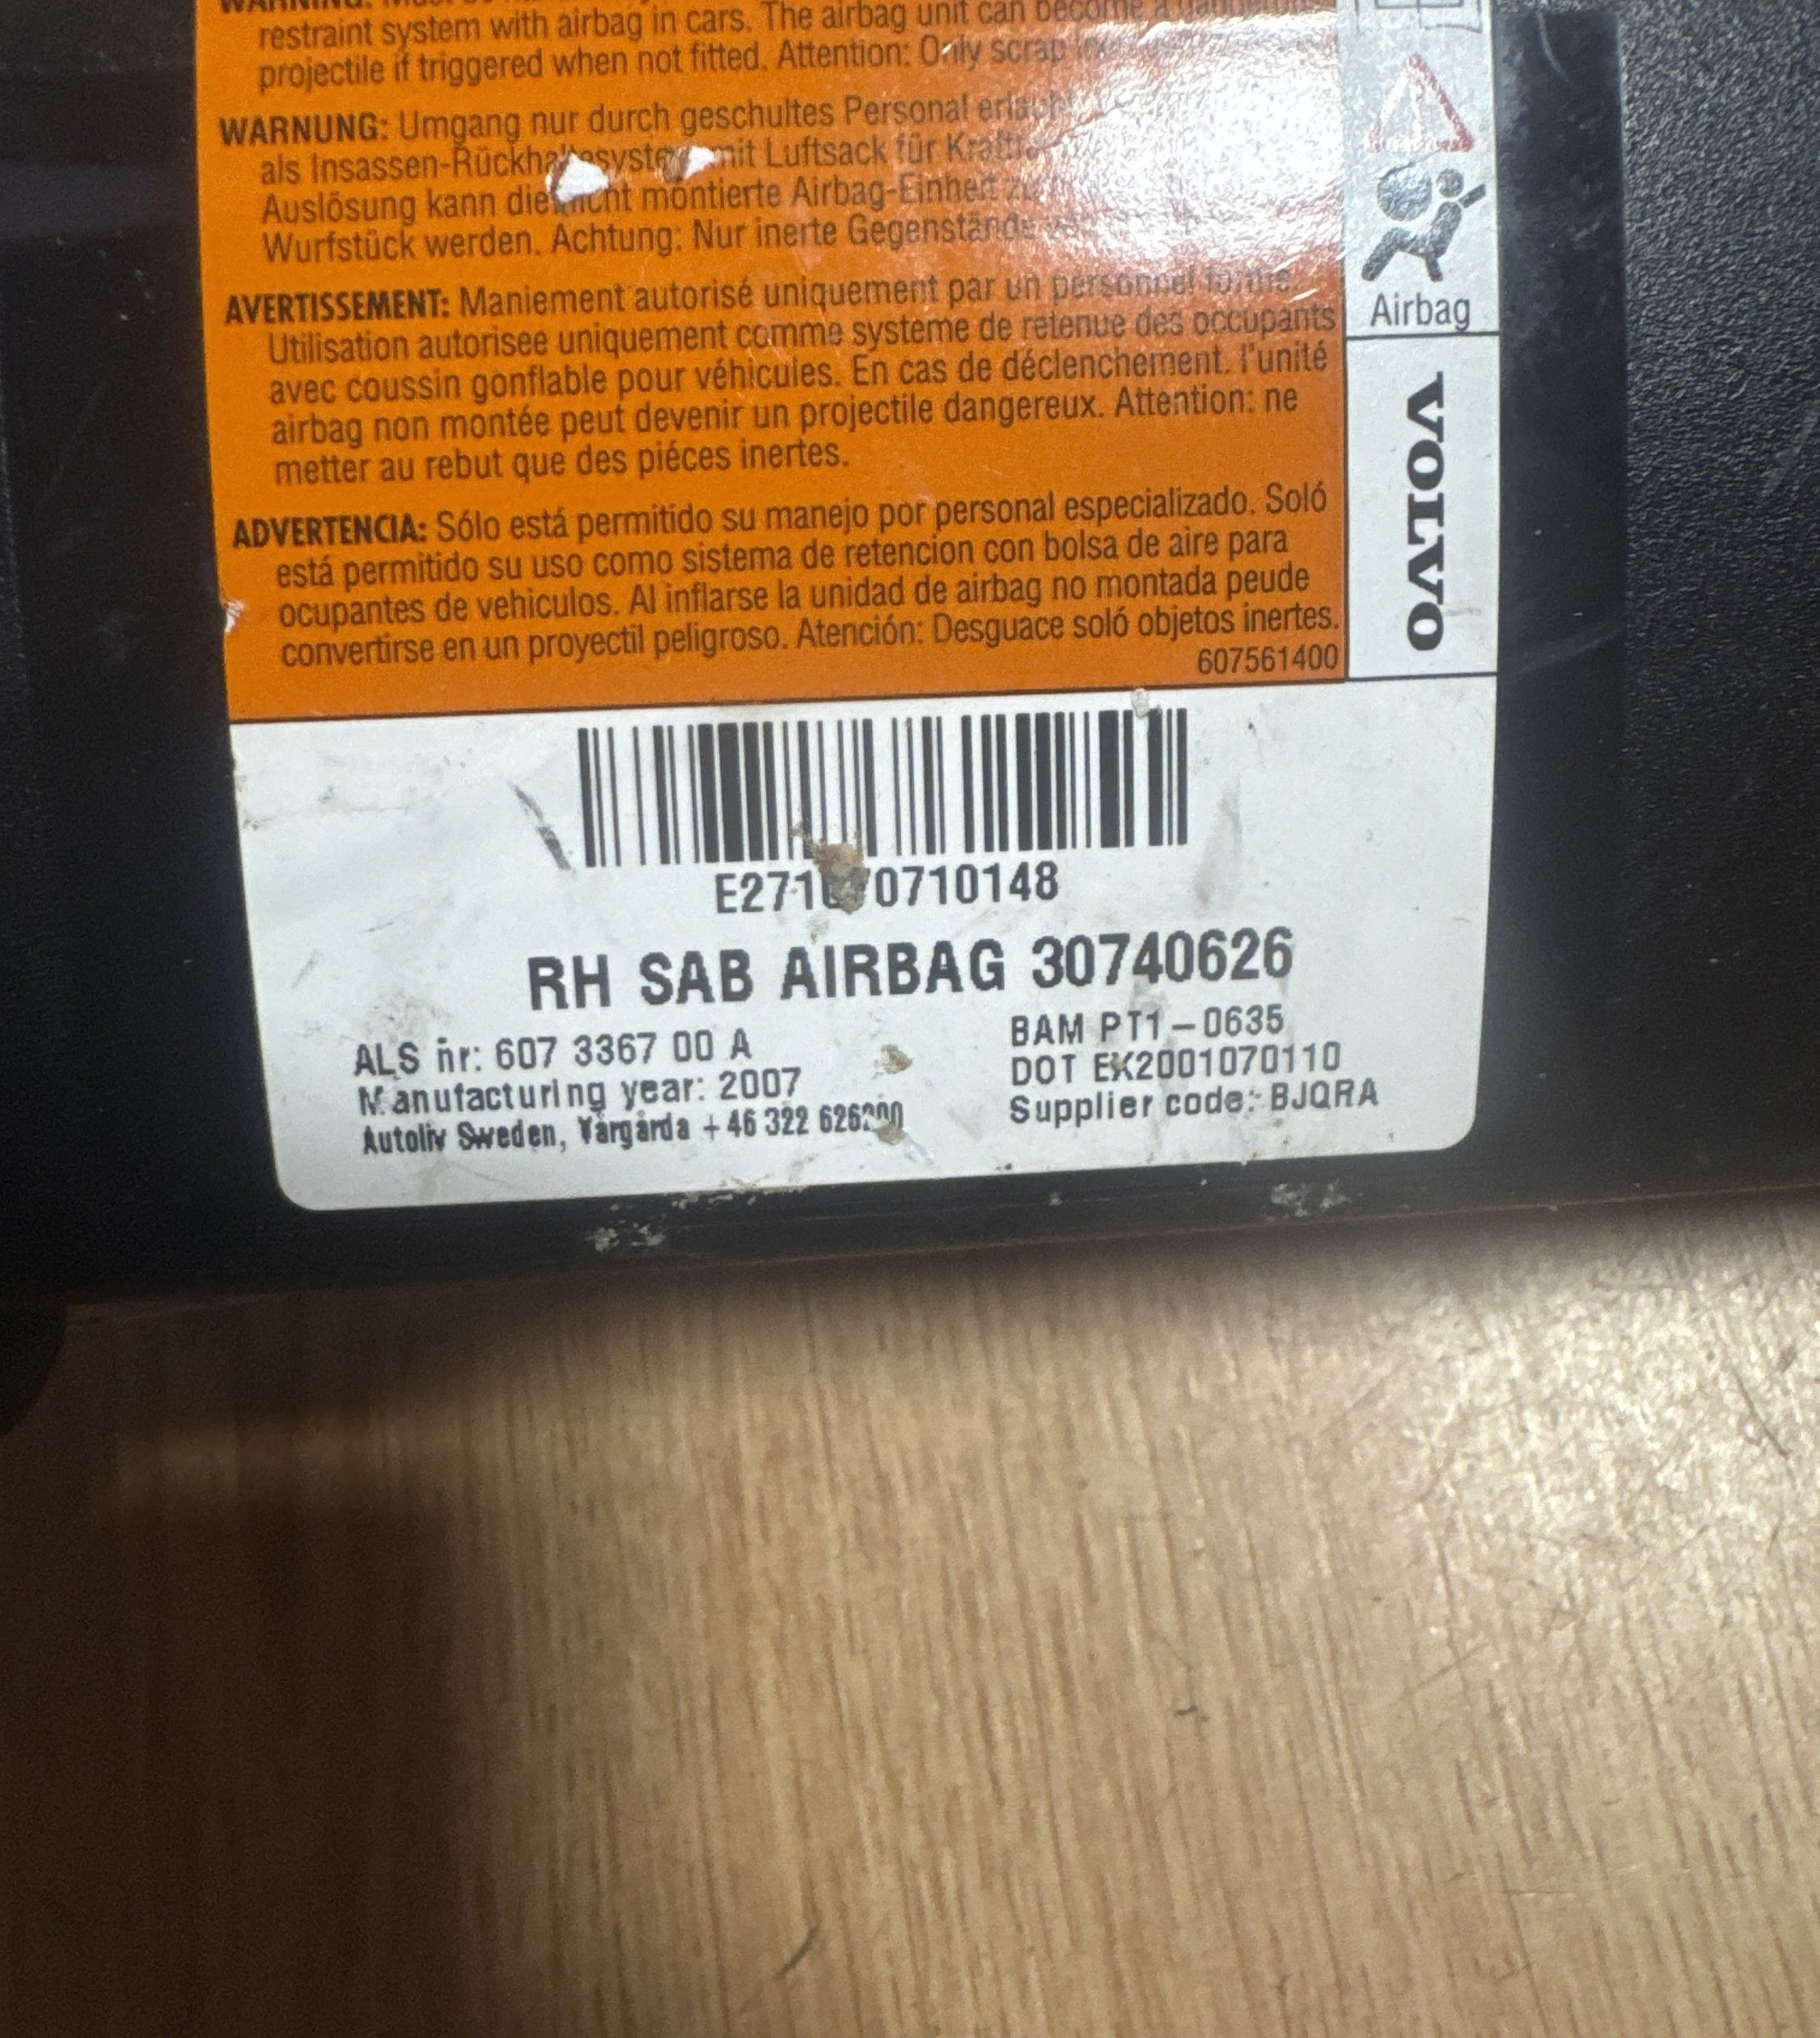 restraint system with airbag in cars. The airbag unit can become a
projectile if triggered when not fitted. Attention: Only scrap
WARNUNG: Umgang nur durch geschultes Personal
als mit Luftsack für
Auslösung kann montierte Airbag-Einheit
Wurfstück werden. Achtung: Nur inerte Gegenstände
AVERTISSEMENT: Maniement autorisé uniquement par un personnel
Utilisation autorisee uniquement comme systeme de retenue des occupants
avec coussin gonflable pour véhicules. En cas de déclenchement. l'unité
airbag non montée peut devenir un projectile dangereux. Attention: ne
metter au rebut que des piéces inertes.
ADVERTENCIA: Sólo está permitido su manejo por personal especializado. Soló
está permitido su uso como sistema de retencion con bolsa de aire para
ocupantes de vehiculos. Al inflarse la unidad de airbag no montada peude
convertirse en un proyectil peligroso. Atención: Desguace soló objetos inertes.
607561400
Airbag
VOLVO
RH SAB AIRBAG 30740626
ALS nr: 607 3367 00 A
Manufacturing year: 2007
Autoliv Sweden, Vårgårda +46 322
BAM PT1-0635
DOT EK2001070110
Supplier code: BJQRA